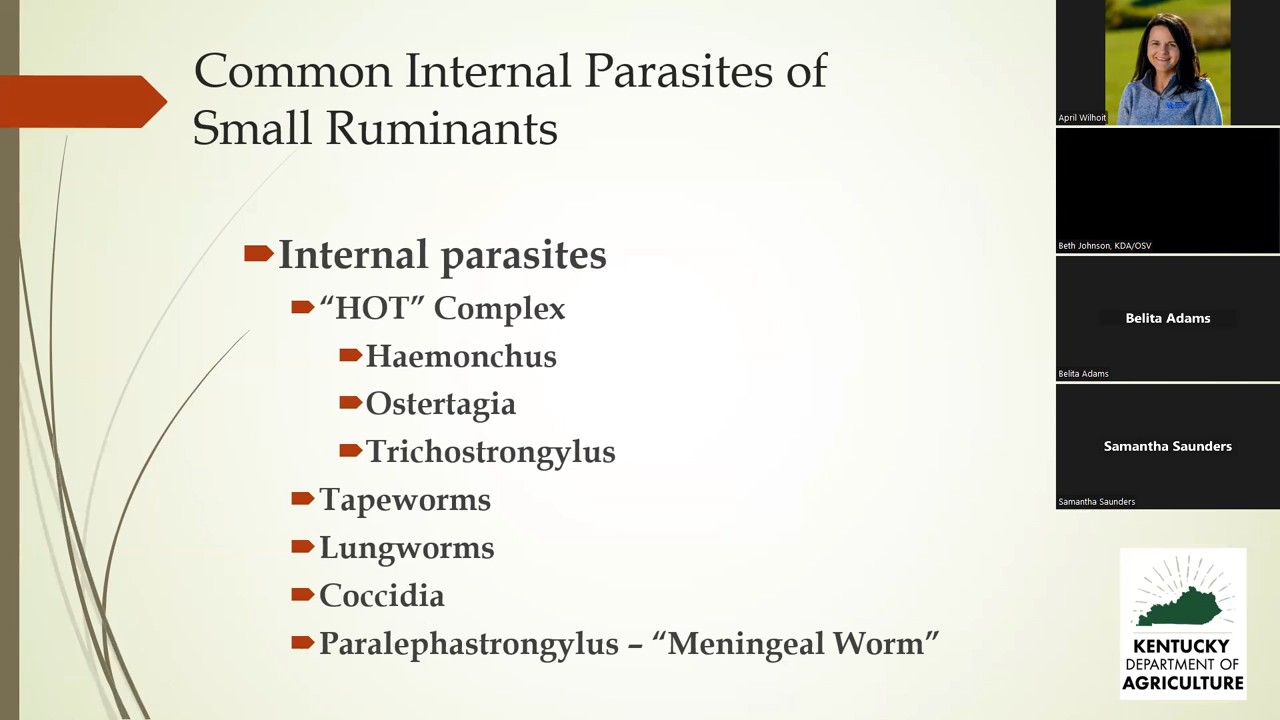 Common Internal Parasites of
Small Ruminants
Internal parasites
“HOT” Complex
Haemonchus
Ostertagia
Trichostrongylus
Tapeworms
Lungworms
Coccidia
Paralephastrongylus – “Meningeal Worm”
April Wilhoit
Beth Johnson, KDA/OSV
Belita Adams
Belita Adams
Samantha Saunders
Samantha Saunders
KENTUCKY
DEPARTMENT OF
AGRICULTURE